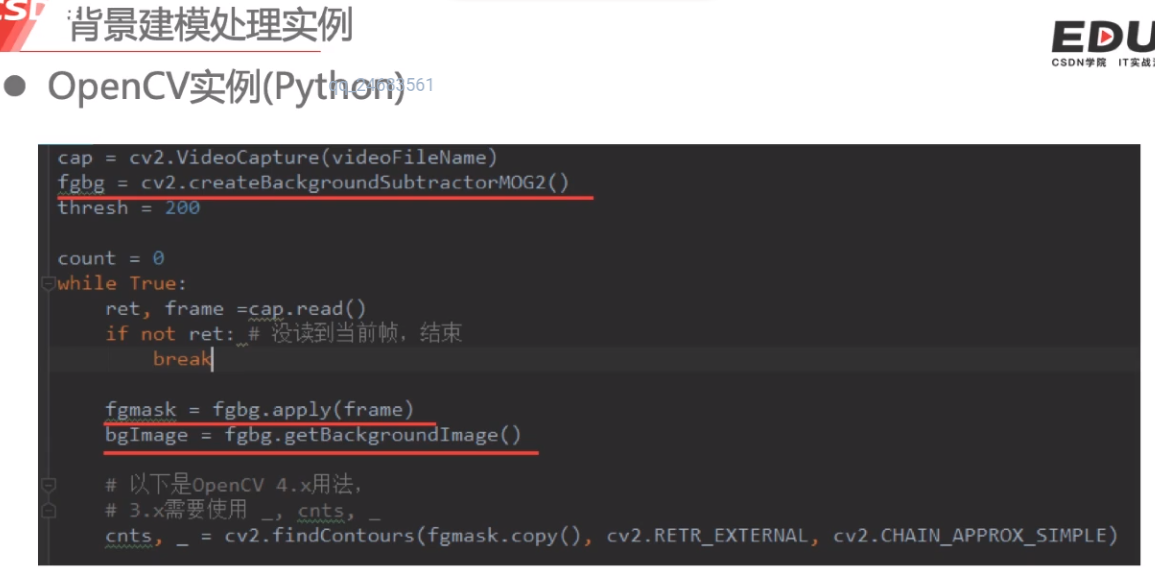 背景建模处理实例
EDU
CSDN学院 IT实战
OpenCV实例(Python)
cap = cv2.VideoCapture(videoFileName)
fgbg = cv2.createBackgroundSubtractorMOG2()
thresh = 200
count = 0
while True:
ret, frame =cap.read()
if not ret: # 没读到当前帧，结束
break
fgmask = fgbg.apply(frame)
bgImage = fgbg.getBackgroundImage()
# 以下是OpenCV 4.x用法，
# 3.x需要使用 _, cnts, _
cnts, _ = cv2.findContours(fgmask.copy(), cv2.RETR_EXTERNAL, cv2.CHAIN_APPROX_SIMPLE)